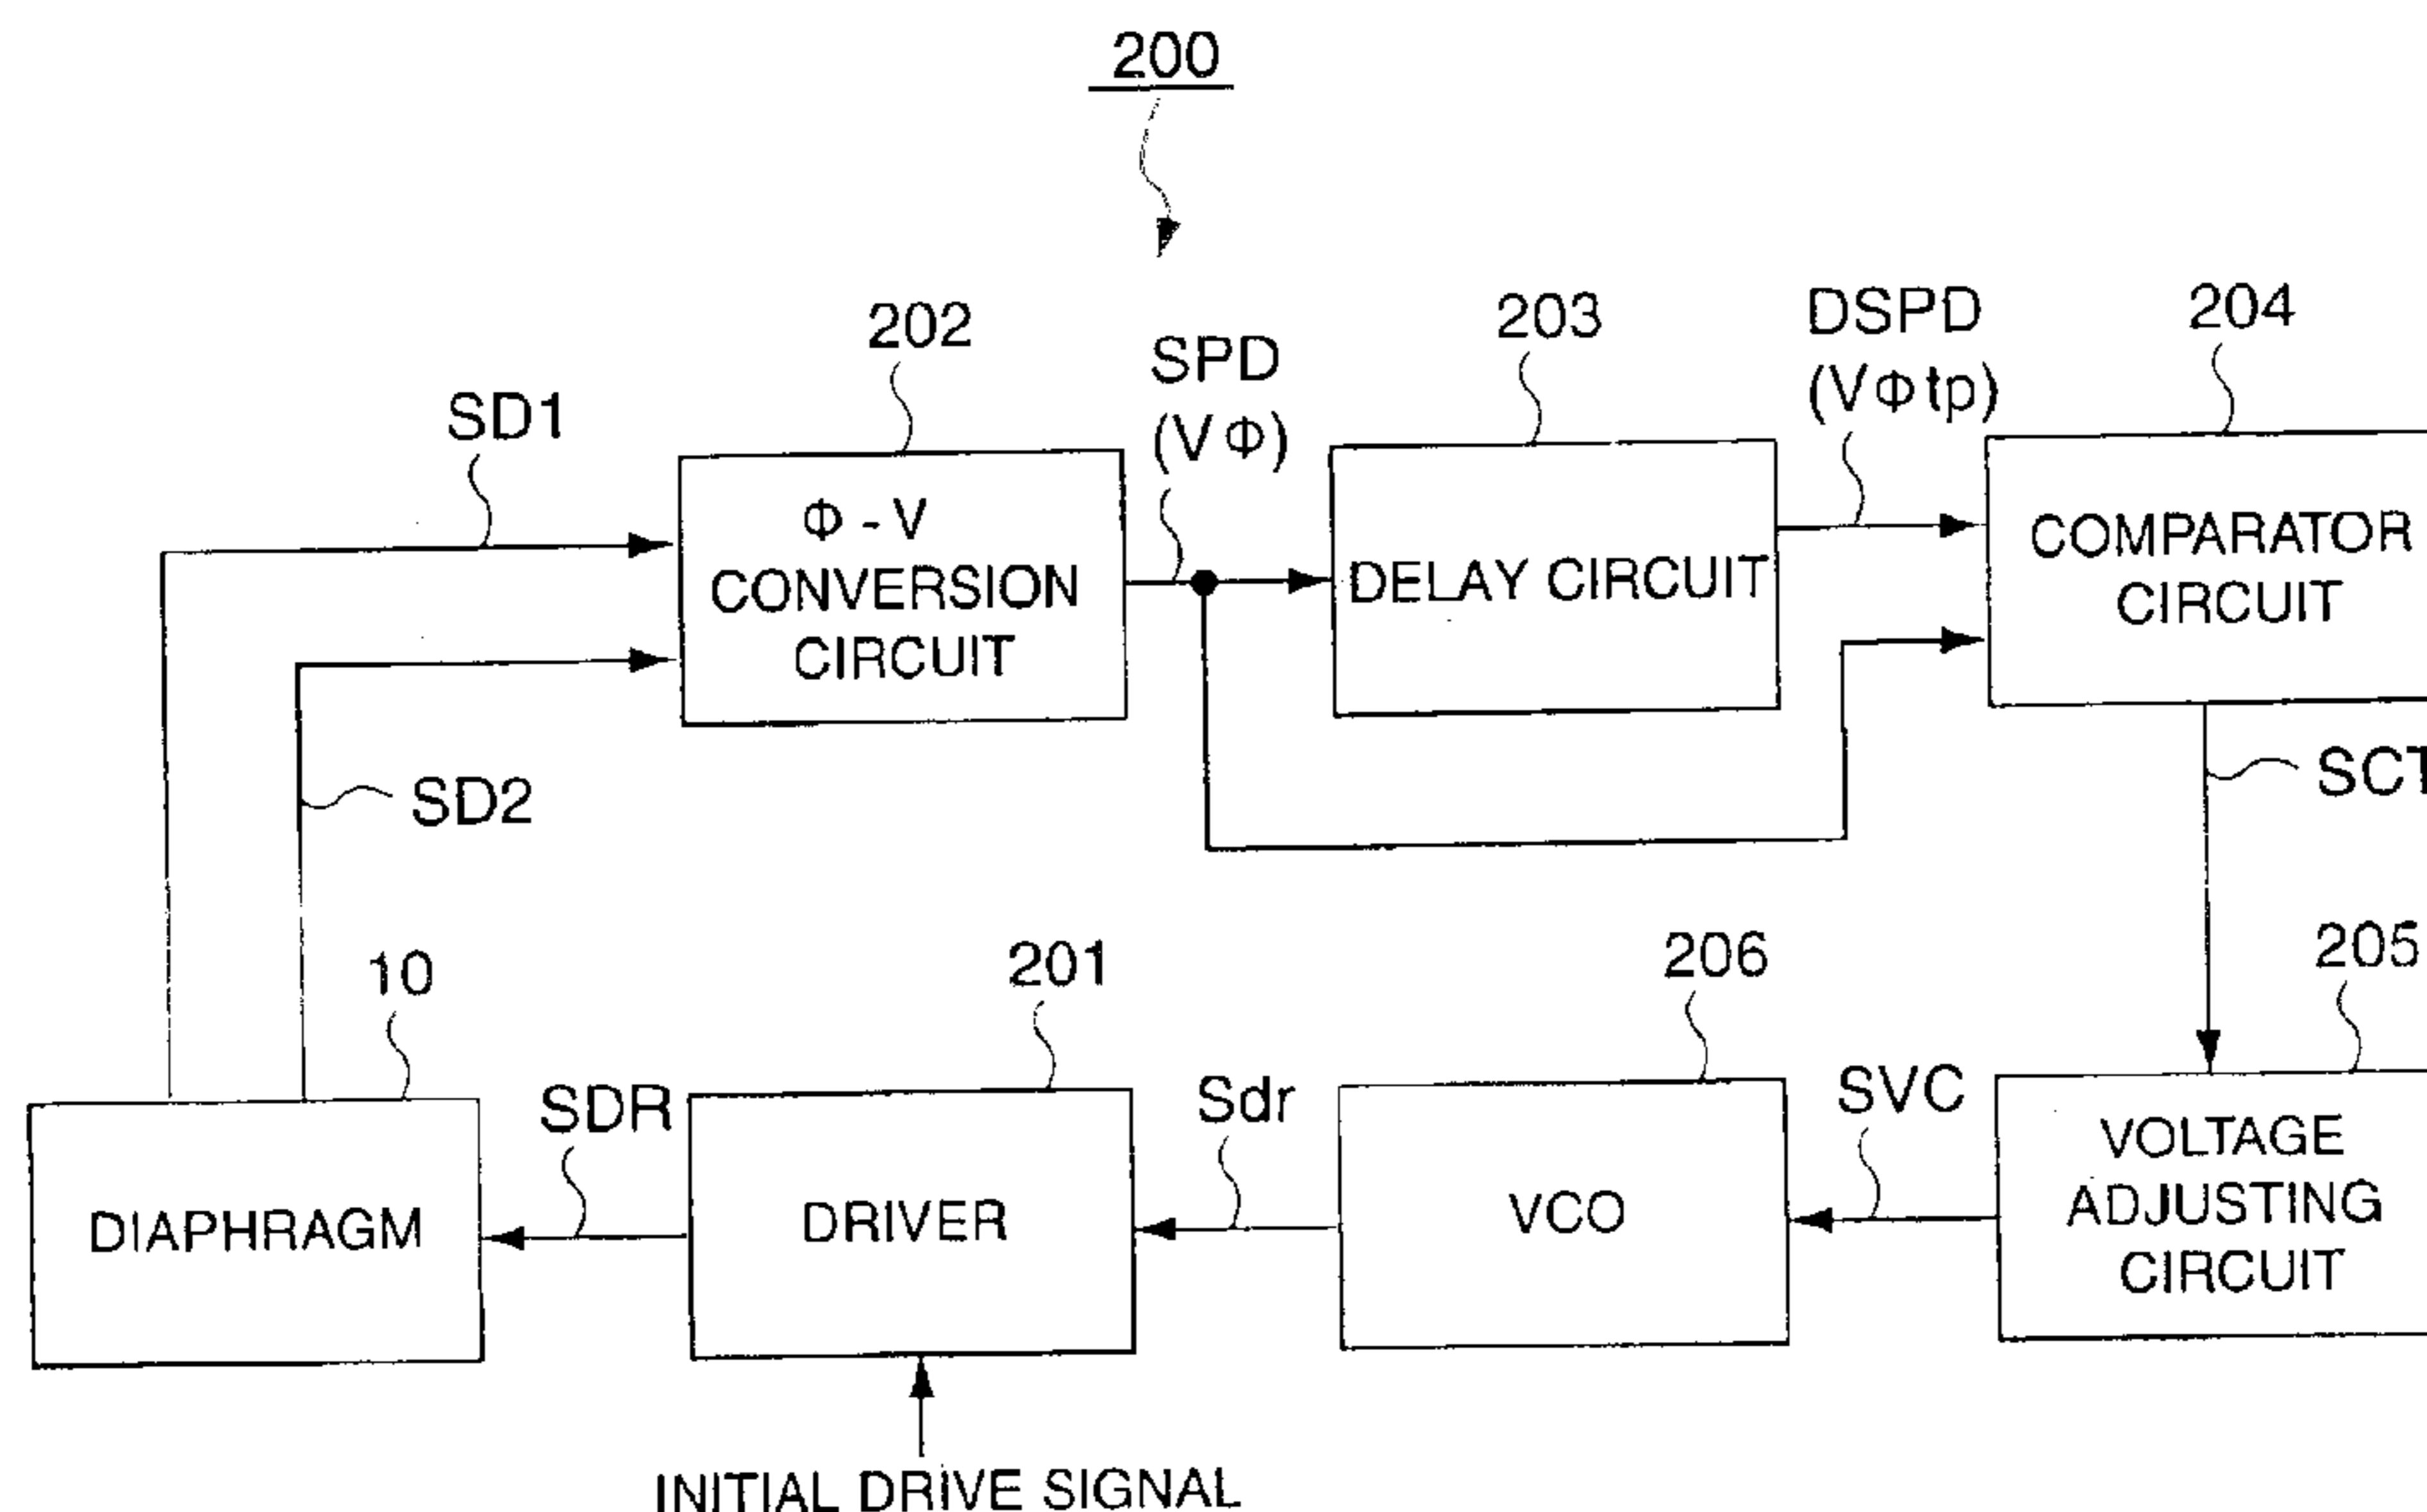 200
202
203
204
SD1
SPD
(VΦ)
DSPD
(VΦtp)
Φ - V
CONVERSION
CIRCUIT
DELAY CIRCUIT
COMPARATOR
CIRCUIT
SD2
SCT
10
201
206
205
SDR
Sdr
SVC
DIAPHRAGM
DRIVER
VCO
VOLTAGE
ADJUSTING
CIRCUIT
INITIAL DRIVE SIGNAL